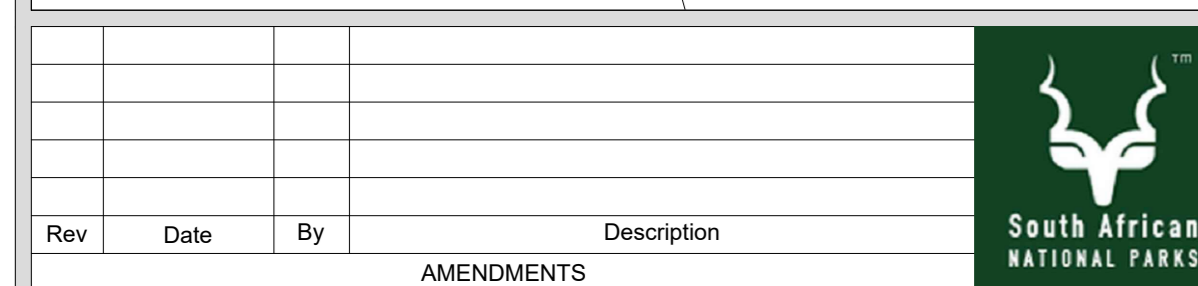 Rev Date By Description
AMENDMENTS
TM
South African
NATIONAL PARKS